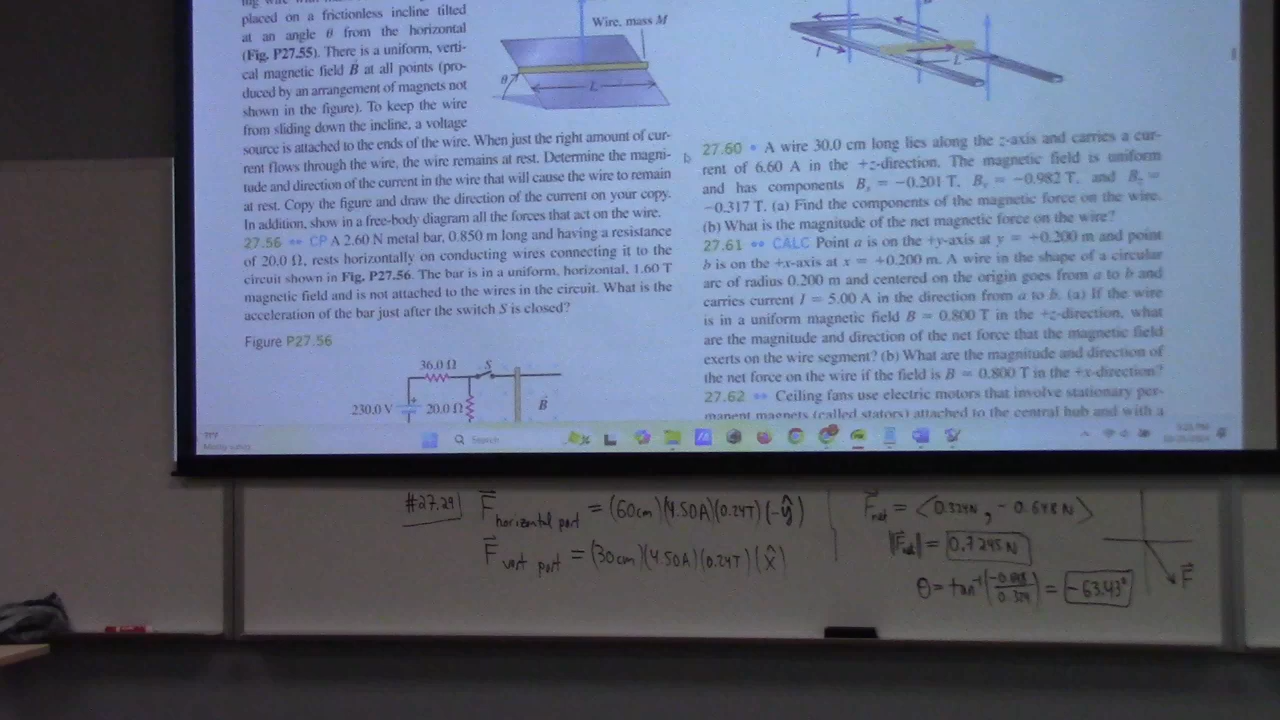 placed on a frictionless incline tilted
at an angle θ from the horizontal
(Fig. P27.55). There is a uniform, verti-
cal magnetic field B⃗ at all points (pro-
duced by an arrangement of magnets not
shown in the figure). To keep the wire
from sliding down the incline, a voltage
source is attached to the ends of the wire. When just the right amount of cur-
rent flows through the wire, the wire remains at rest. Determine the magni-
tude and direction of the current in the wire that will cause the wire to remain
at rest. Copy the figure and draw the direction of the current on your copy.
In addition, show in a free-body diagram all the forces that act on the wire.
Wire, mass M
θ
L
27.56 •• CP A 2.60 N metal bar, 0.850 m long and having a resistance
of 20.0 Ω, rests horizontally on conducting wires connecting it to the
circuit shown in Fig. P27.56. The bar is in a uniform, horizontal, 1.60 T
magnetic field and is not attached to the wires in the circuit. What is the
acceleration of the bar just after the switch S is closed?
Figure P27.56
36.0 Ω
S
230.0 V
+
20.0 Ω
B⃗
I
L
27.60 • A wire 30.0 cm long lies along the z-axis and carries a cur-
rent of 6.60 A in the +z-direction. The magnetic field is uniform
and has components Bx = −0.201 T, By = −0.982 T, and Bz =
−0.317 T. (a) Find the components of the magnetic force on the wire.
(b) What is the magnitude of the net magnetic force on the wire?
27.61 •• CALC Point a is on the +y-axis at y = +0.200 m and point
b is on the +x-axis at x = +0.200 m. A wire in the shape of a circular
arc of radius 0.200 m and centered on the origin goes from a to b and
carries current I = 5.00 A in the direction from a to b. (a) If the wire
is in a uniform magnetic field B = 0.800 T in the +z-direction, what
are the magnitude and direction of the net force that the magnetic field
exerts on the wire segment? (b) What are the magnitude and direction of
the net force on the wire if the field is B = 0.800 T in the +x-direction?
27.62 •• Ceiling fans use electric motors that involve stationary per-
manent magnets (called stators) attached to the central hub and with a
Search
#27.29
F⃗ horizontal part = (60cm)(4.50A)(0.24T)(-ŷ)
F⃗ vert part = (30cm)(4.50A)(0.24T)(x̂)
F⃗net = ⟨0.324N, -0.648N⟩
|F⃗net| = 0.7245 N
θ = tan⁻¹(-0.648/0.324) = -63.43°
F⃗